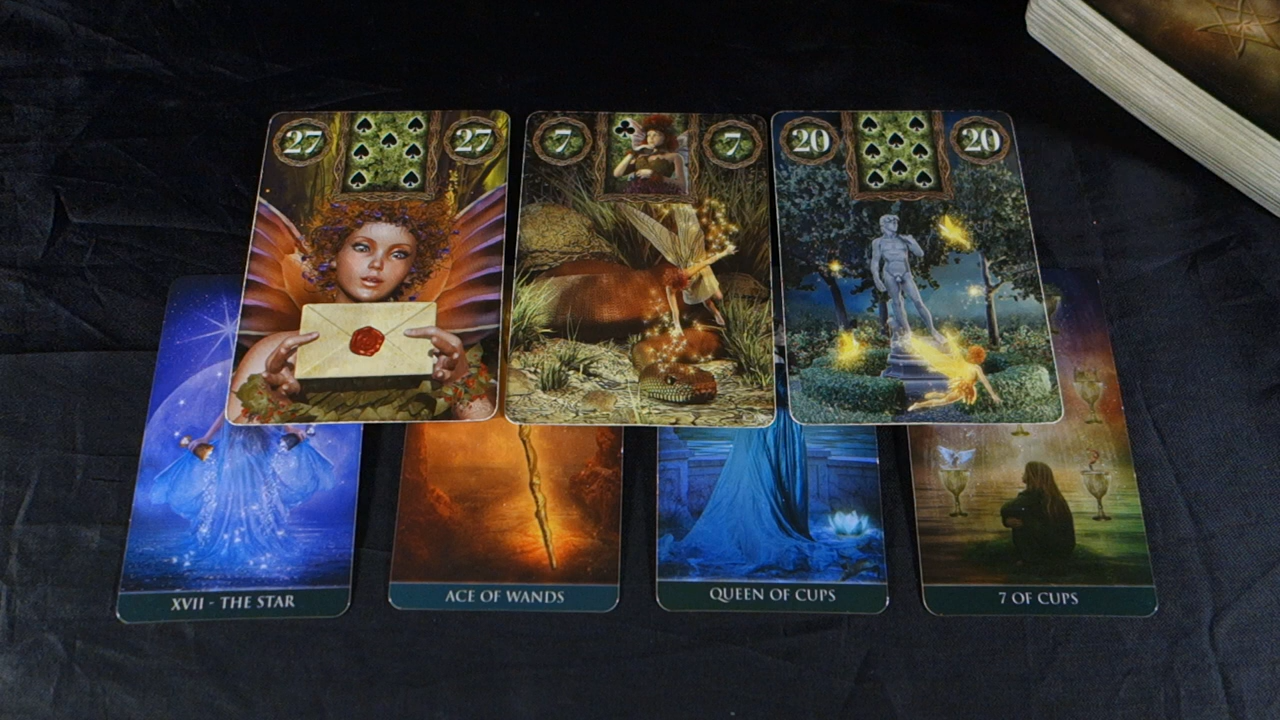 27 27
7 7
20 20
XVII - THE STAR
ACE OF WANDS
QUEEN OF CUPS
7 OF CUPS